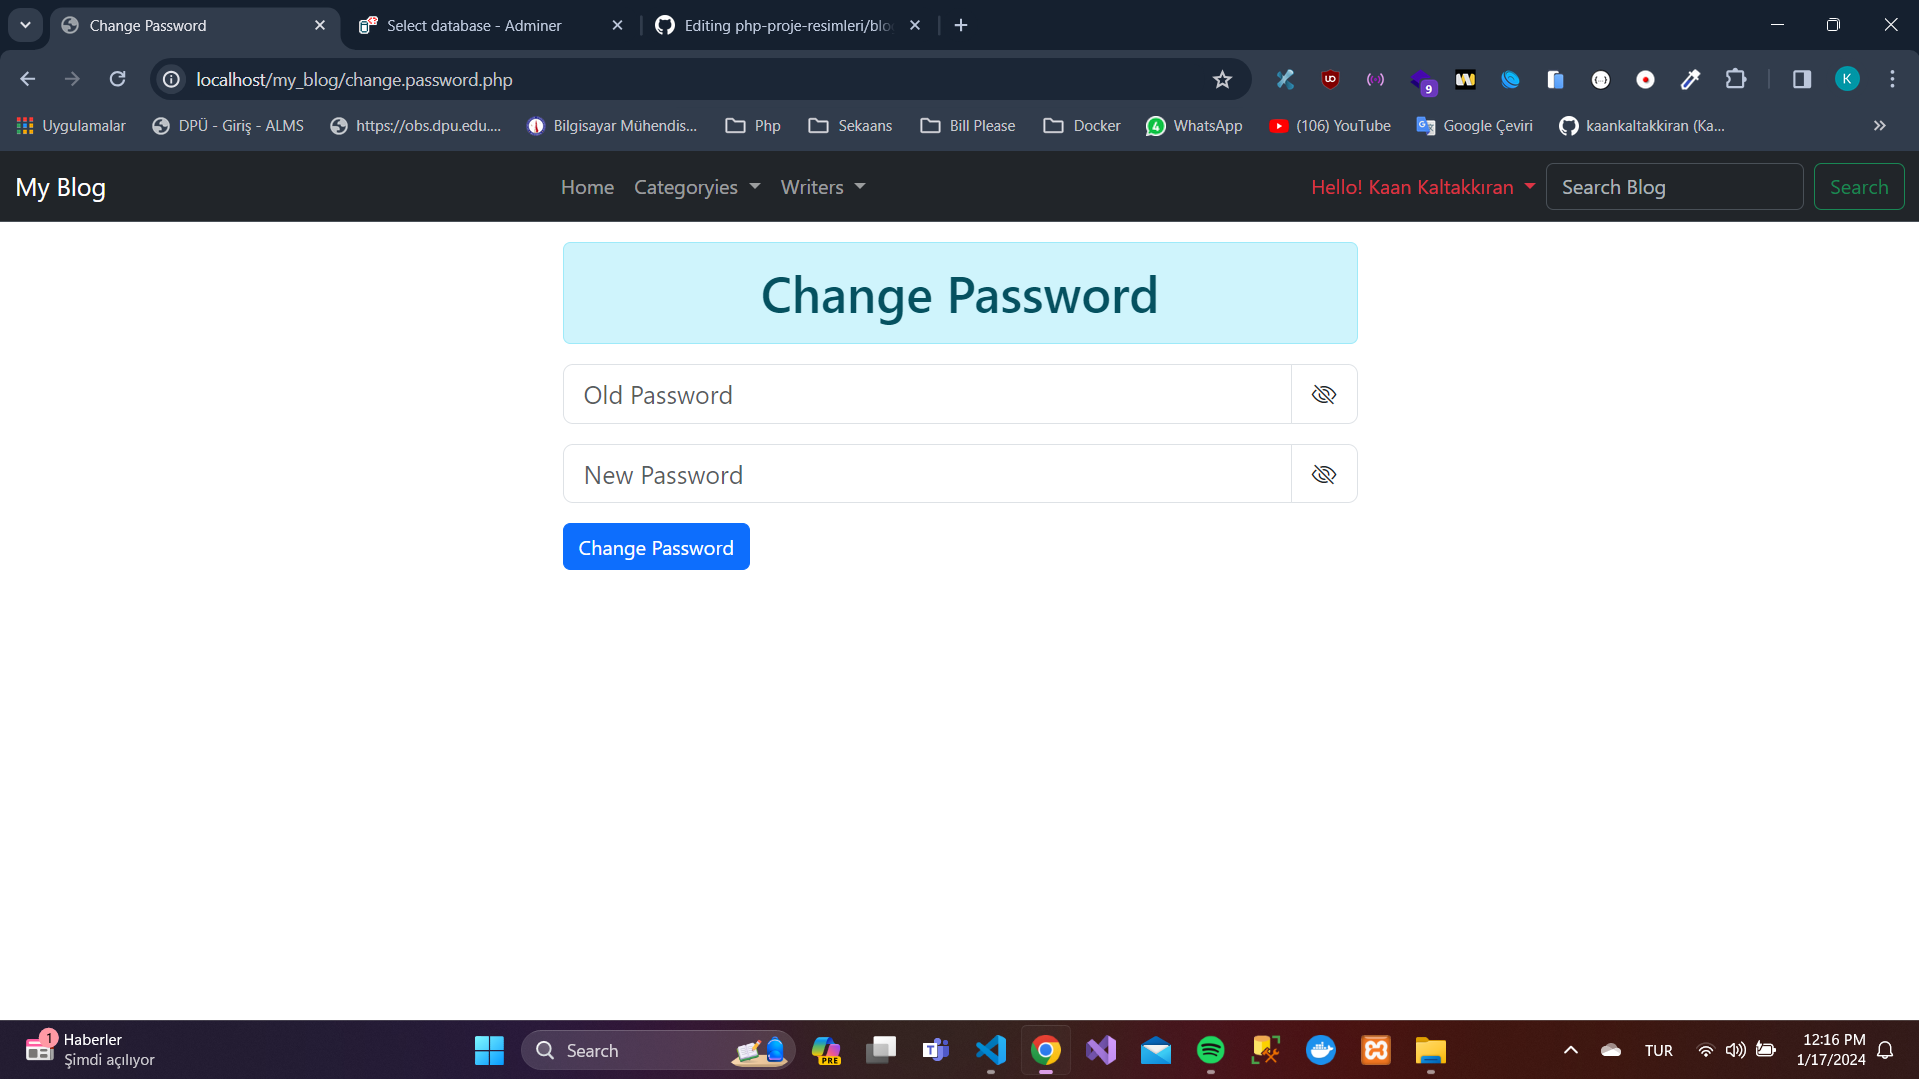 Change Password
Select database - Adminer
Editing php-proje-resimleri/blo
localhost/my_blog/change.password.php
9
K
Uygulamalar
DPÜ - Giriş - ALMS
https://obs.dpu.edu....
Bilgisayar Mühendis...
Php
Sekaans
Bill Please
Docker
4
WhatsApp
(106) YouTube
Google Çeviri
kaankaltakkiran (Ka...
My Blog
Home
Categoryies
Writers
Hello! Kaan Kaltakkıran
Search Blog
Search
Change Password
Old Password
New Password
Change Password
1
Haberler
Şimdi açılıyor
Search
PRE
TUR
12:16 PM
1/17/2024